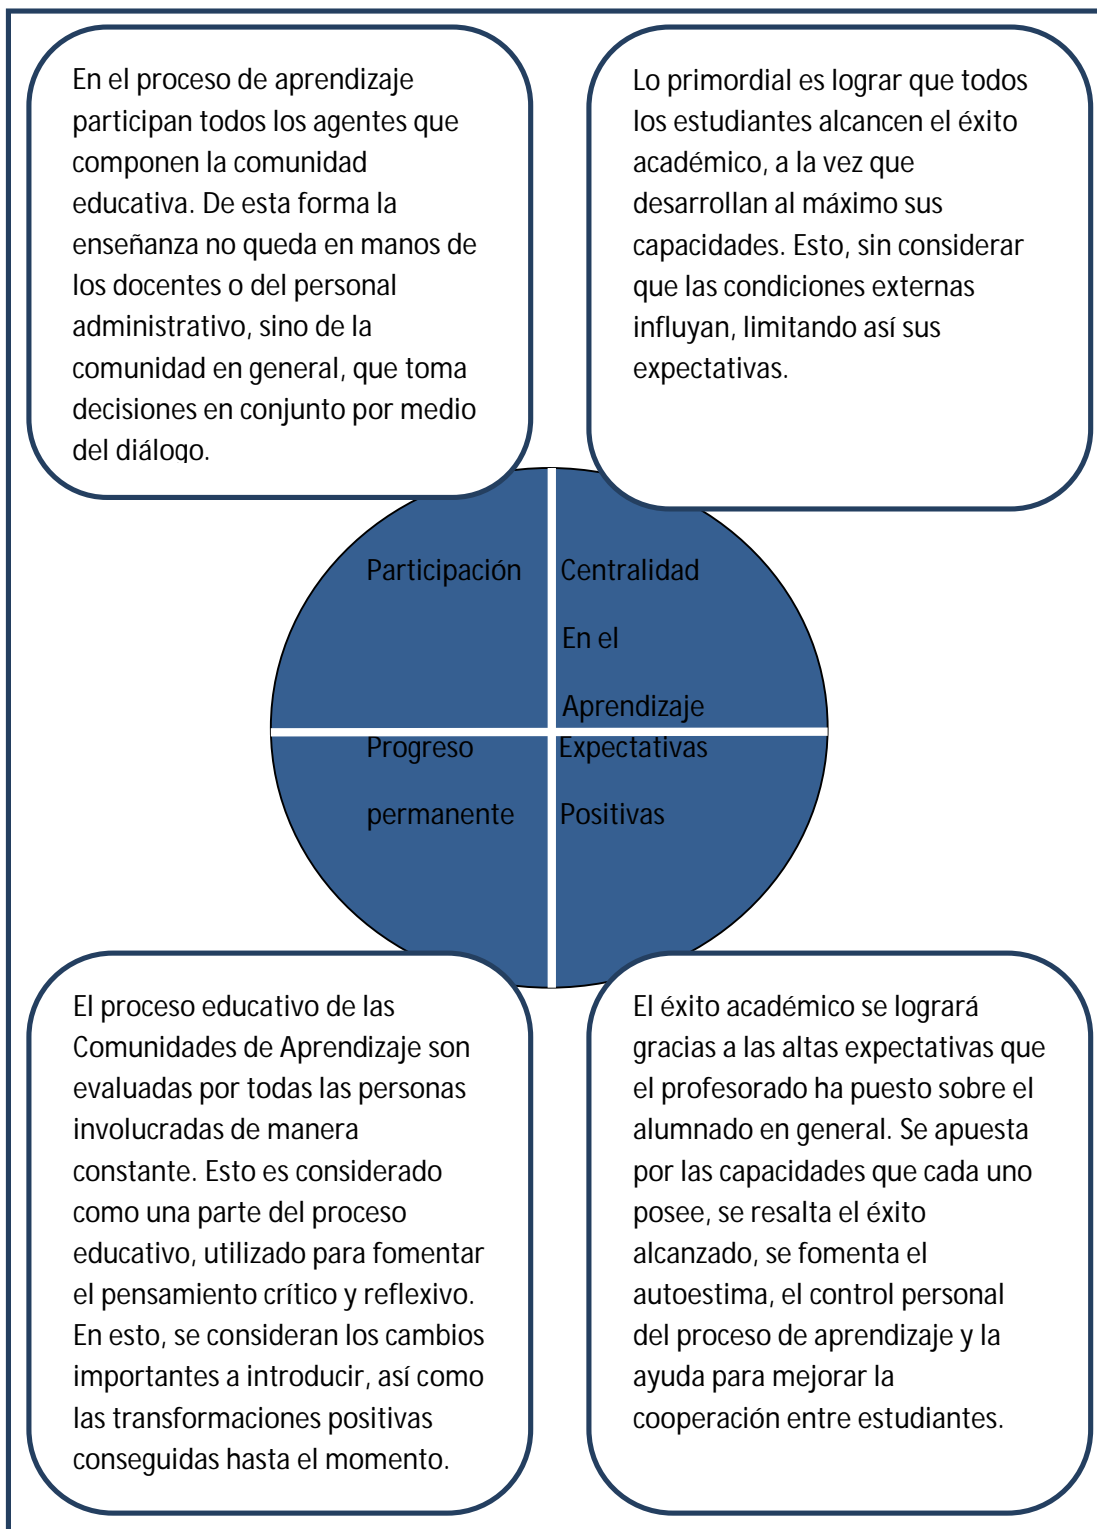 En el proceso de aprendizaje
participan todos los agentes que
componen la comunidad
educativa. De esta forma la
enseñanza no queda en manos de
los docentes o del personal
administrativo, sino de la
comunidad en general, que toma
decisiones en conjunto por medio
del diálogo.
Lo primordial es lograr que todos
los estudiantes alcancen el éxito
académico, a la vez que
desarrollan al máximo sus
capacidades. Esto, sin considerar
que las condiciones externas
influyan, limitando así sus
expectativas.
Participación
Centralidad
En el
Aprendizaje
Progreso
permanente
Expectativas
Positivas
El proceso educativo de las
Comunidades de Aprendizaje son
evaluadas por todas las personas
involucradas de manera
constante. Esto es considerado
como una parte del proceso
educativo, utilizado para fomentar
el pensamiento crítico y reflexivo.
En esto, se consideran los cambios
importantes a introducir, así como
las transformaciones positivas
conseguidas hasta el momento.
El éxito académico se logrará
gracias a las altas expectativas que
el profesorado ha puesto sobre el
alumnado en general. Se apuesta
por las capacidades que cada uno
posee, se resalta el éxito
alcanzado, se fomenta el
autoestima, el control personal
del proceso de aprendizaje y la
ayuda para mejorar la
cooperación entre estudiantes.